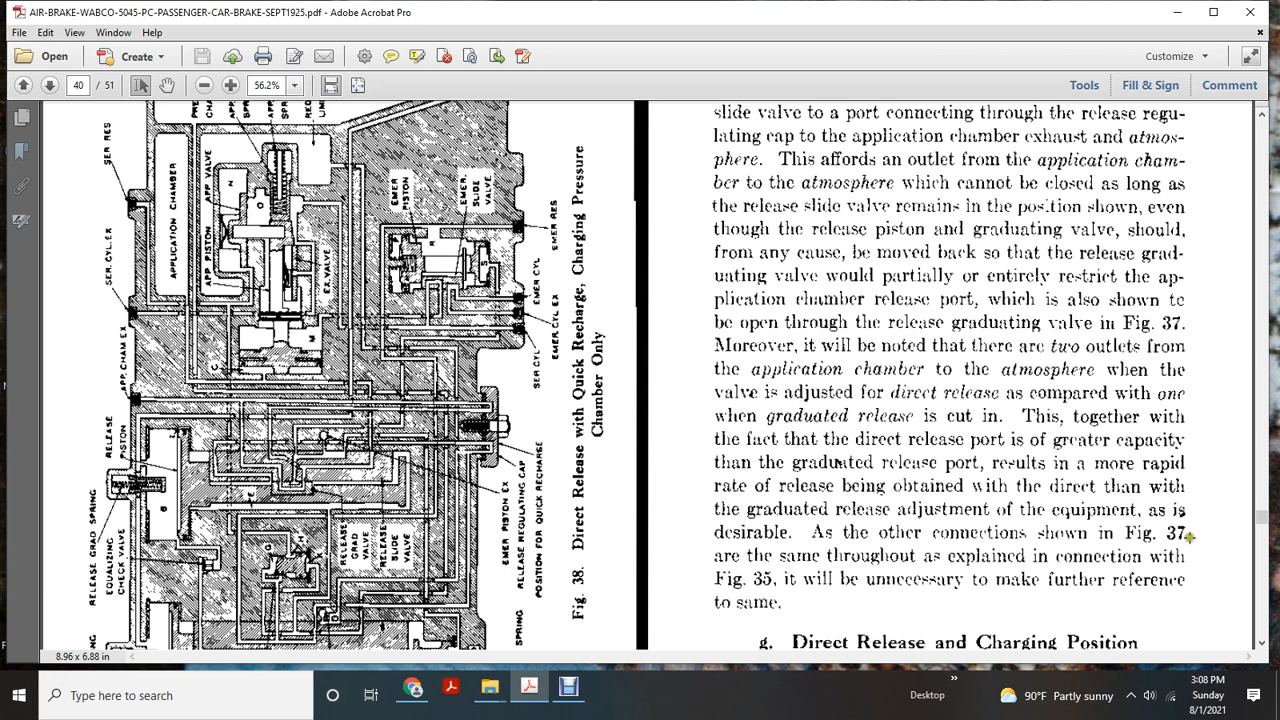 AIR-BRAKE-WABCO-5045-PC-PASSENGER-CAR-BRAKE-SEPT1925.pdf - Adobe Acrobat Pro
File Edit View Window Help
Open Create Customize
40 / 51 56.2% Tools Fill & Sign Comment
SER RES
SER. CYL. EX
APP. CHAM EX
RELEASE PISTON
RELEASE GRAD SPRING
EQUALIZING CHECK VALVE
APPLICATION CHAMBER
APP PISTON
APP VALVE
N
O
EX. VALVE
M
C
EMER PISTON
EMER. SLIDE VALVE
R
S
EMER RES
EMER CYL
EMER CYL EX
SER CYL
E
RELEASE GRAD VALVE
RELEASE SLIDE VALVE
EMER PISTON EX
RELEASE REGULATING CAP
POSITION FOR QUICK RECHARGE
SPRING
Fig. 38. Direct Release with Quick Recharge, Charging Pressure
Chamber Only
slide valve to a port connecting through the release regu-
lating cap to the application chamber exhaust and atmos-
phere. This affords an outlet from the application cham-
ber to the atmosphere which cannot be closed as long as
the release slide valve remains in the position shown, even
though the release piston and graduating valve, should,
from any cause, be moved back so that the release grad-
uating valve would partially or entirely restrict the ap-
plication chamber release port, which is also shown to
be open through the release graduating valve in Fig. 37.
Moreover, it will be noted that there are two outlets from
the application chamber to the atmosphere when the
valve is adjusted for direct release as compared with one
when graduated release is cut in. This, together with
the fact that the direct release port is of greater capacity
than the graduated release port, results in a more rapid
rate of release being obtained with the direct than with
the graduated release adjustment of the equipment, as is
desirable. As the other connections shown in Fig. 37
are the same throughout as explained in connection with
Fig. 35, it will be unnecessary to make further reference
to same.
g. Direct Release and Charging Position
8.96 x 6.88 in
Type here to search
Desktop
90°F Partly sunny
3:08 PM
Sunday
8/1/2021